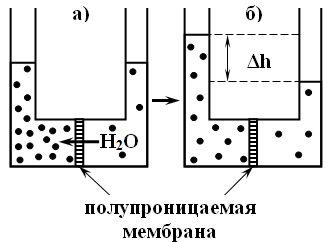 а)
б)
Δh
H₂O
полупроницаемая
мембрана